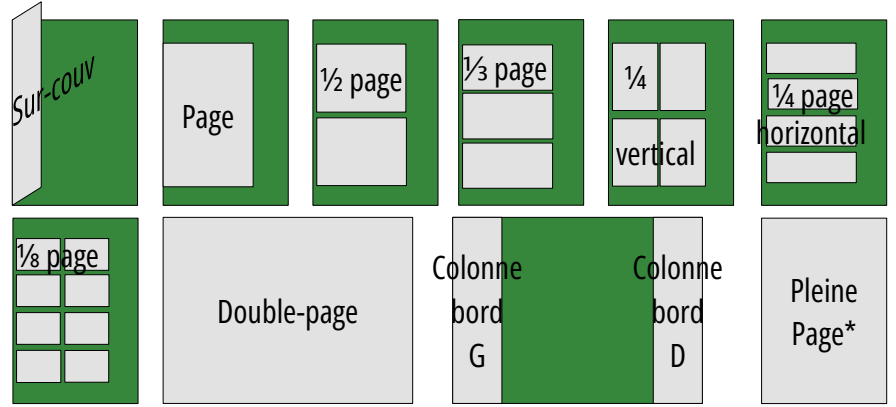 Sur-couv
Page
½ page
⅓ page
¼
vertical
¼ page
horizontal
⅛ page
Double-page
Colonne
bord
G
Colonne
bord
D
Pleine
Page*